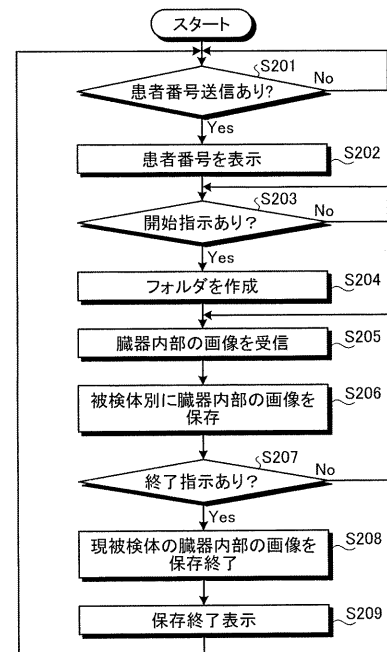 スタート
S201
患者番号送信あり?
No
Yes
患者番号を表示
S202
S203
開始指示あり?
No
Yes
フォルダを作成
S204
臓器内部の画像を受信
S205
被検体別に臓器内部の画像を
保存
S206
S207
終了指示あり?
No
Yes
現被検体の臓器内部の画像を
保存終了
S208
保存終了表示
S209